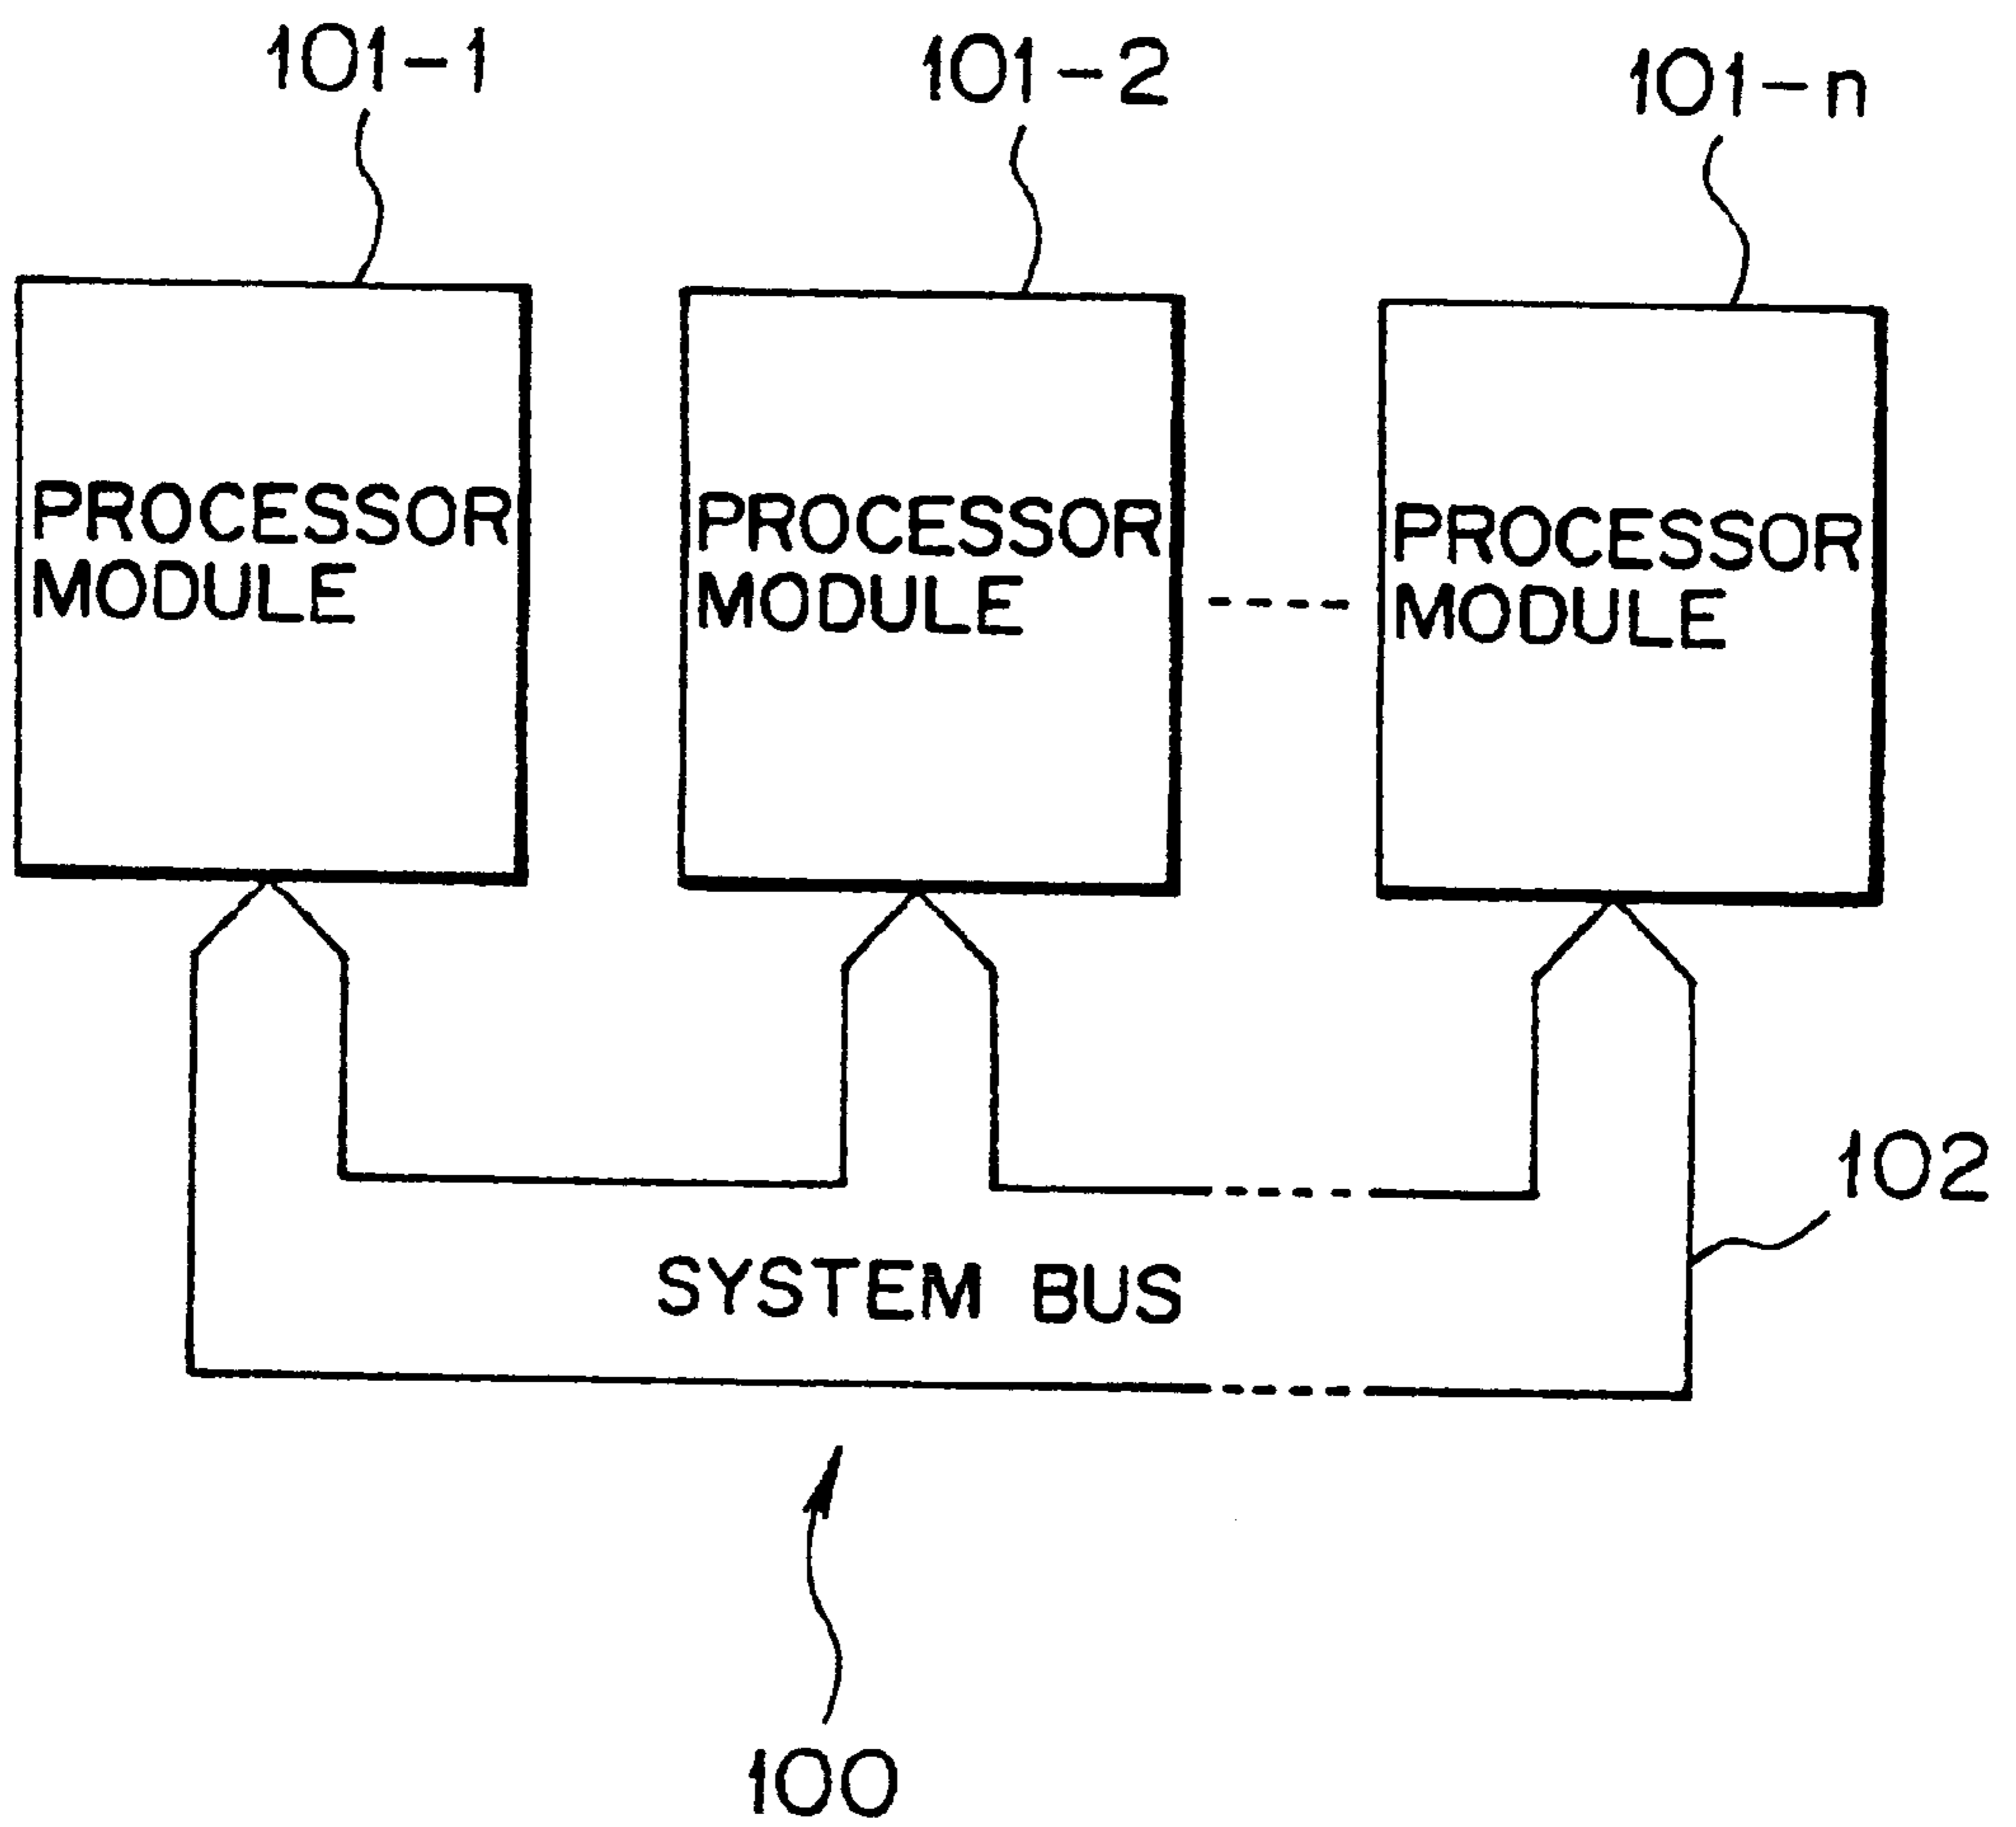 101-1
101-2
101-n
PROCESSOR
MODULE
PROCESSOR
MODULE
PROCESSOR
MODULE
102
SYSTEM BUS
100